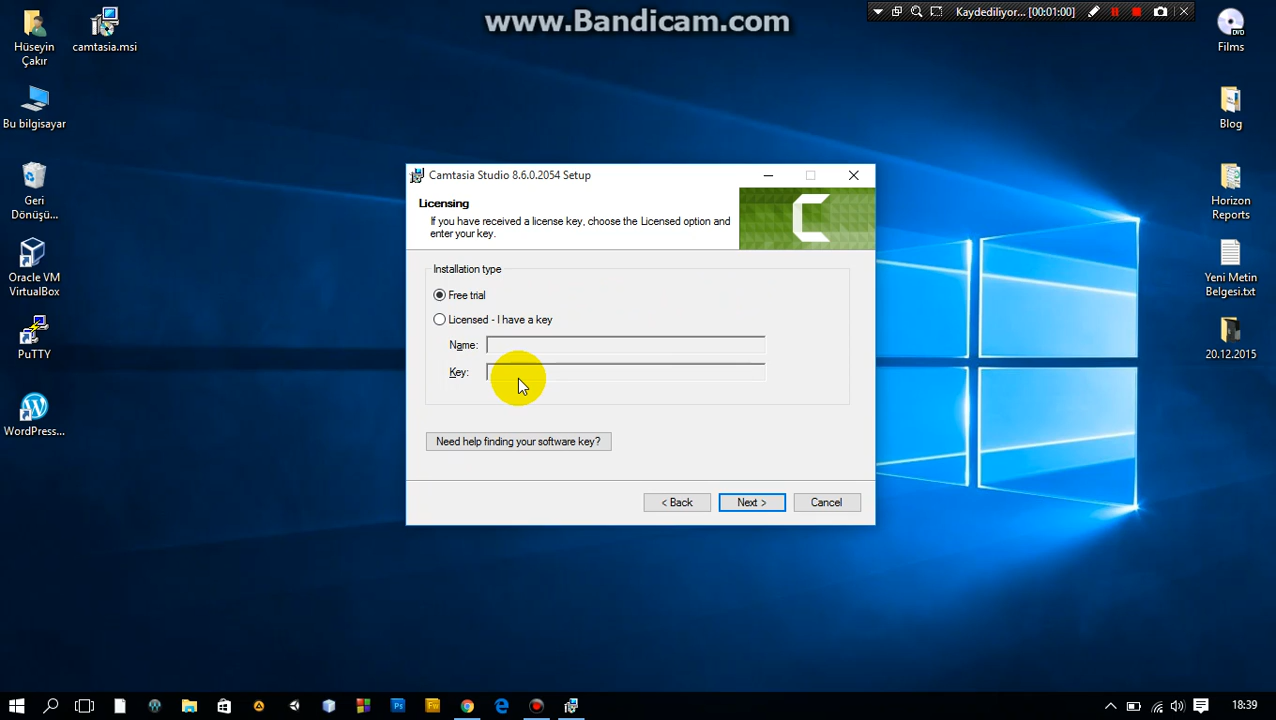 www.Bandicam.com
Kaydediliyor... [00:01:00]
Hüseyin
Çakır
camtasia.msi
Bu bilgisayar
Geri
Dönüşü...
Oracle VM
VirtualBox
PuTTY
WordPress...
Camtasia Studio 8.6.0.2054 Setup
Licensing
If you have received a license key, choose the Licensed option and
enter your key.
Installation type
Free trial
Licensed - I have a key
Name:
Key:
Need help finding your software key?
< Back
Next >
Cancel
DVD
Films
Blog
Horizon
Reports
Yeni Metin
Belgesi.txt
20.12.2015
Ps
Fw
18:39